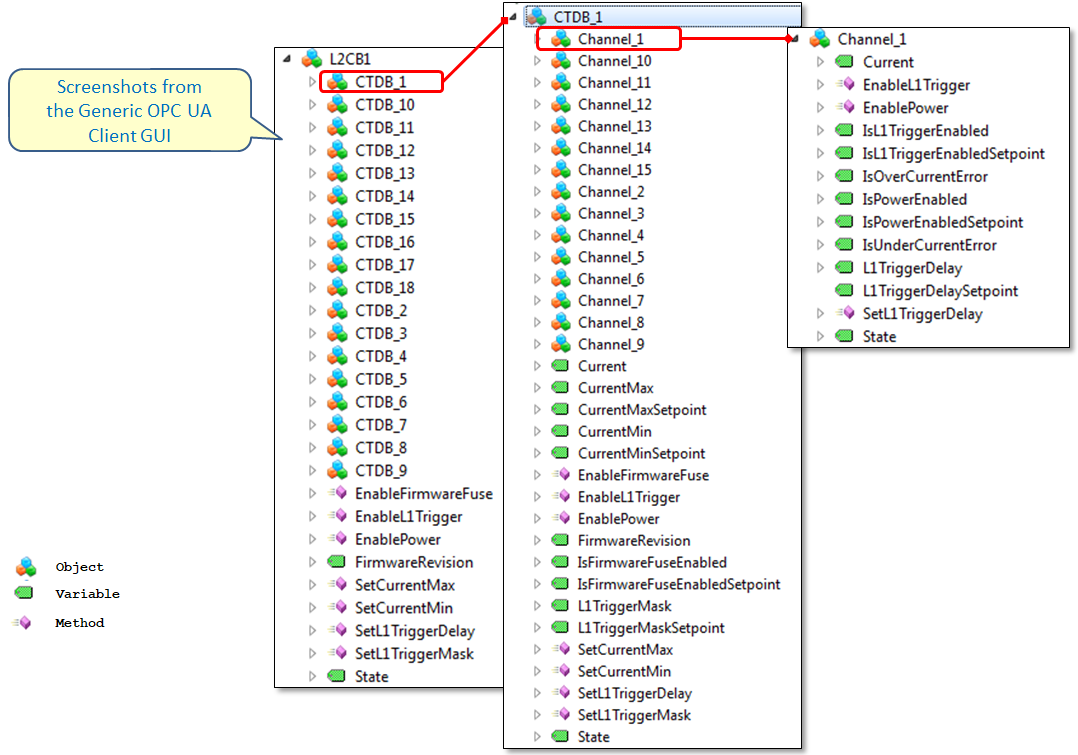 Screenshots from
the Generic OPC UA
Client GUI
L2CB1
CTDB_1
CTDB_10
CTDB_11
CTDB_12
CTDB_13
CTDB_14
CTDB_15
CTDB_16
CTDB_17
CTDB_18
CTDB_2
CTDB_3
CTDB_4
CTDB_5
CTDB_6
CTDB_7
CTDB_8
CTDB_9
EnableFirmwareFuse
EnableL1Trigger
EnablePower
FirmwareRevision
SetCurrentMax
SetCurrentMin
SetL1TriggerDelay
SetL1TriggerMask
State
CTDB_1
Channel_1
Channel_10
Channel_11
Channel_12
Channel_13
Channel_14
Channel_15
Channel_2
Channel_3
Channel_4
Channel_5
Channel_6
Channel_7
Channel_8
Channel_9
Current
CurrentMax
CurrentMaxSetpoint
CurrentMin
CurrentMinSetpoint
EnableFirmwareFuse
EnableL1Trigger
EnablePower
FirmwareRevision
IsFirmwareFuseEnabled
IsFirmwareFuseEnabledSetpoint
L1TriggerMask
L1TriggerMaskSetpoint
SetCurrentMax
SetCurrentMin
SetL1TriggerDelay
SetL1TriggerMask
State
Channel_1
Current
EnableL1Trigger
EnablePower
IsL1TriggerEnabled
IsL1TriggerEnabledSetpoint
IsOverCurrentError
IsPowerEnabled
IsPowerEnabledSetpoint
IsUnderCurrentError
L1TriggerDelay
L1TriggerDelaySetpoint
SetL1TriggerDelay
State
Object
Variable
Method